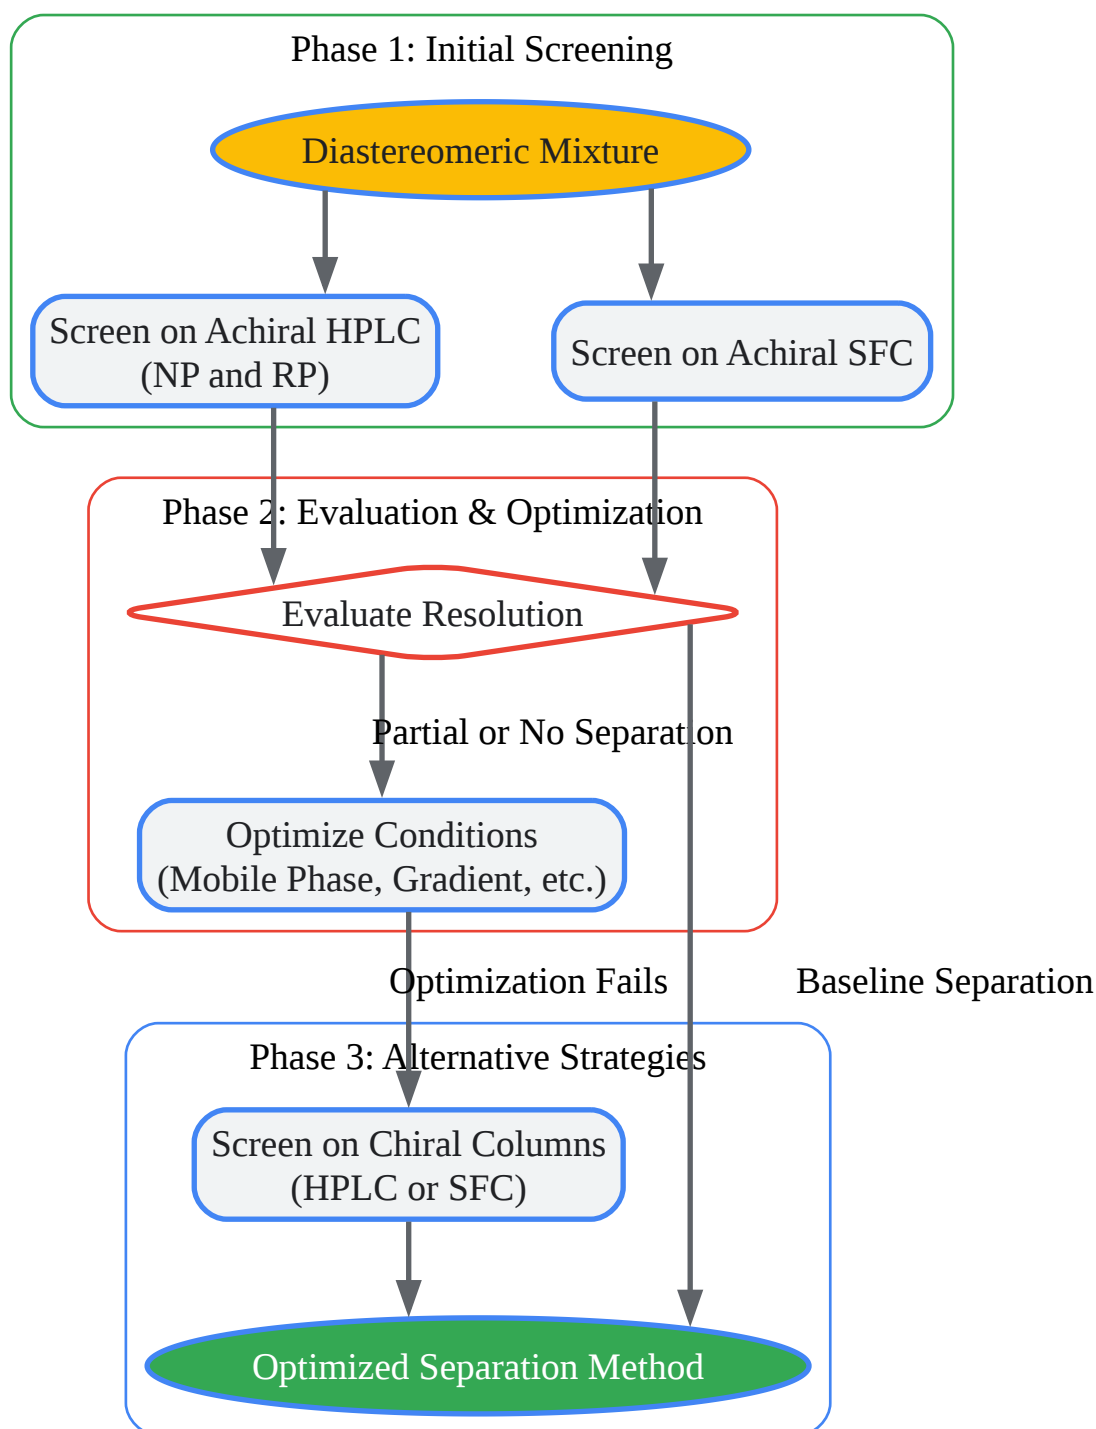 Phase 1: Initial Screening
Diastereomeric Mixture
Screen on Achiral HPLC
(NP and RP)
Screen on Achiral SFC
Phase 2: Evaluation & Optimization
Evaluate Resolution
Partial or No Separation
Optimize Conditions
(Mobile Phase, Gradient, etc.)
Optimization Fails
Baseline Separation
Phase 3: Alternative Strategies
Screen on Chiral Columns
(HPLC or SFC)
Optimized Separation Method